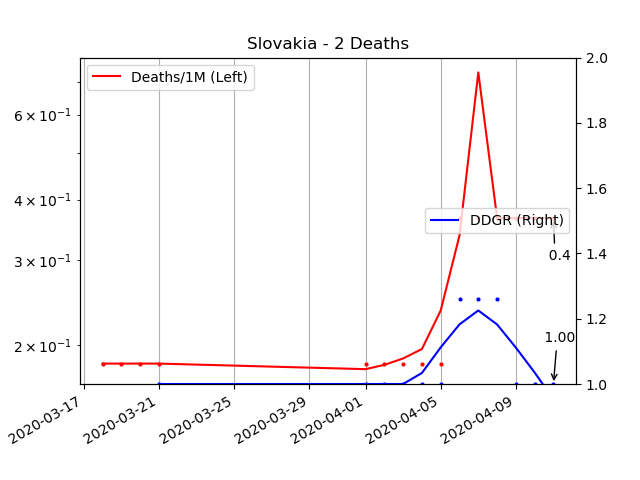 Slovakia - 2 Deaths
Deaths/1M (Left)
DDGR (Right)
6 × 10⁻¹
4 × 10⁻¹
3 × 10⁻¹
2 × 10⁻¹
2.0
1.8
1.6
1.4
1.2
1.0
0.4
1.00
2020-03-17
2020-03-21
2020-03-25
2020-03-29
2020-04-01
2020-04-05
2020-04-09